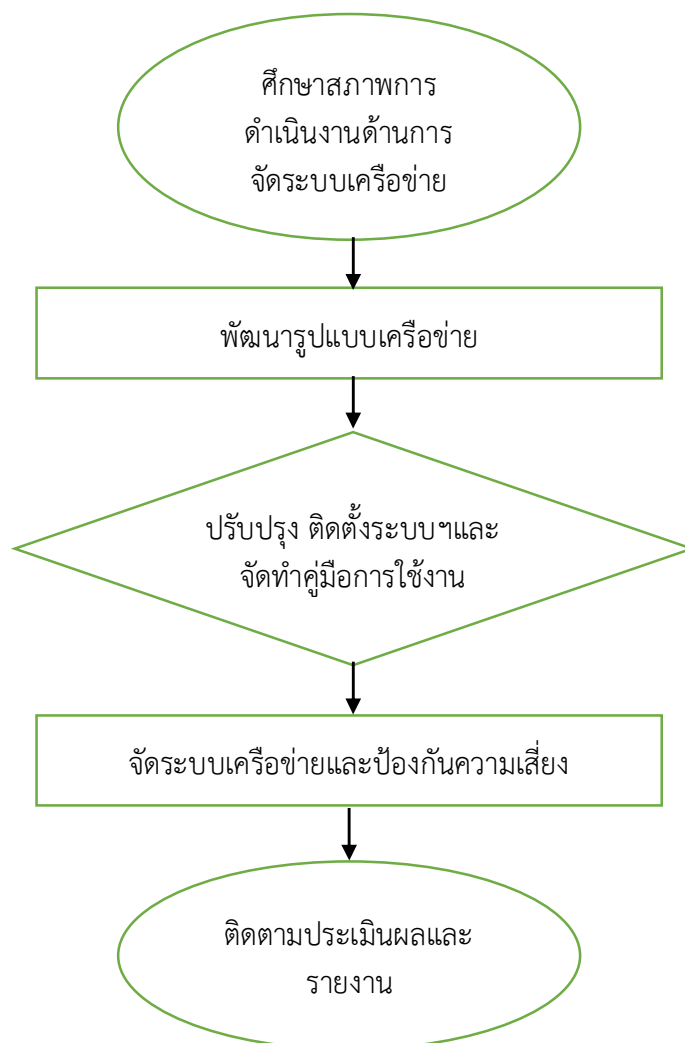 ศึกษาสภาพการ
ดำเนินงานด้านการ
จัดระบบเครือข่าย
พัฒนารูปแบบเครือข่าย
ปรับปรุง ติดตั้งระบบฯและ
จัดทำคู่มือการใช้งาน
จัดระบบเครือข่ายและป้องกันความเสี่ยง
ติดตามประเมินผลและ
รายงาน